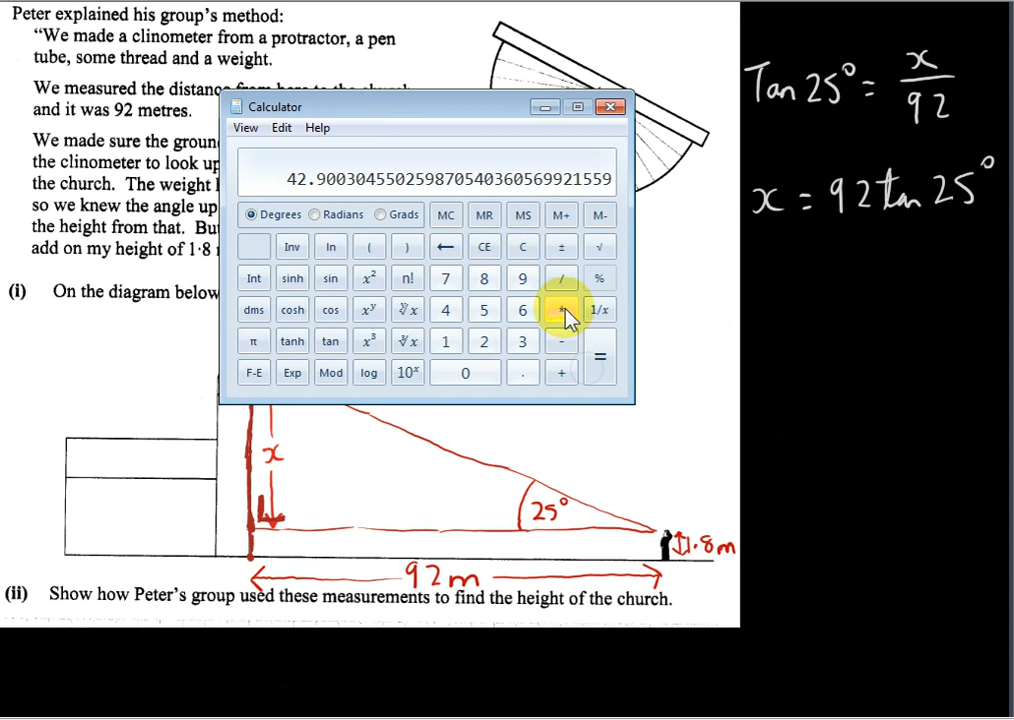 Peter explained his group's method:
"We made a clinometer from a protractor, a pen
tube, some thread and a weight.
We measured the distance
and it was 92 metres.
We made sure the groun
the clinometer to look up
the church. The weight
so we knew the angle up
the height from that. But
add on my height of 1·8
(i) On the diagram below
Calculator
View Edit Help
42.900304550259870540360569921559
Degrees Radians Grads MC MR MS M+ M-
Inv ln ( ) ← CE C ± √
Int sinh sin x² n! 7 8 9 / %
dms cosh cos xʸ ʸ√x 4 5 6 * 1/x
π tanh tan x³ ³√x 1 2 3 - =
F-E Exp Mod log 10ˣ 0 . +
x
25°
1.8m
92m
(ii) Show how Peter's group used these measurements to find the height of the church.
Tan 25° = x/92
x = 92 tan 25°